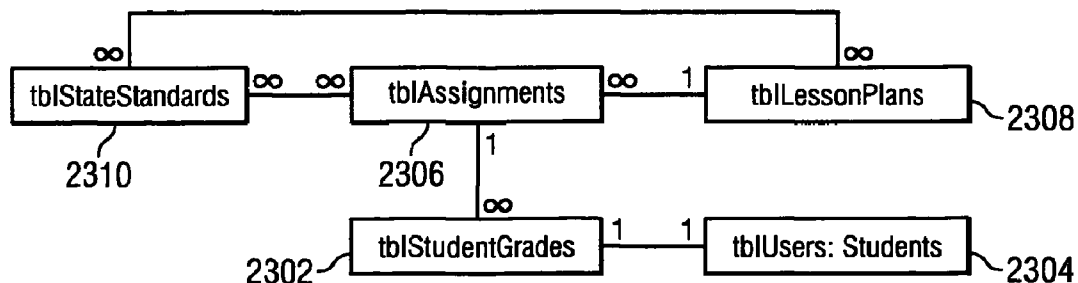 ∞ ∞
tblStateStandards ∞ ∞ tblAssignments ∞ 1 tblLessonPlans
2308
2310 2306 1
∞
tblStudentGrades 1 1 tblUsers: Students
2302 2304